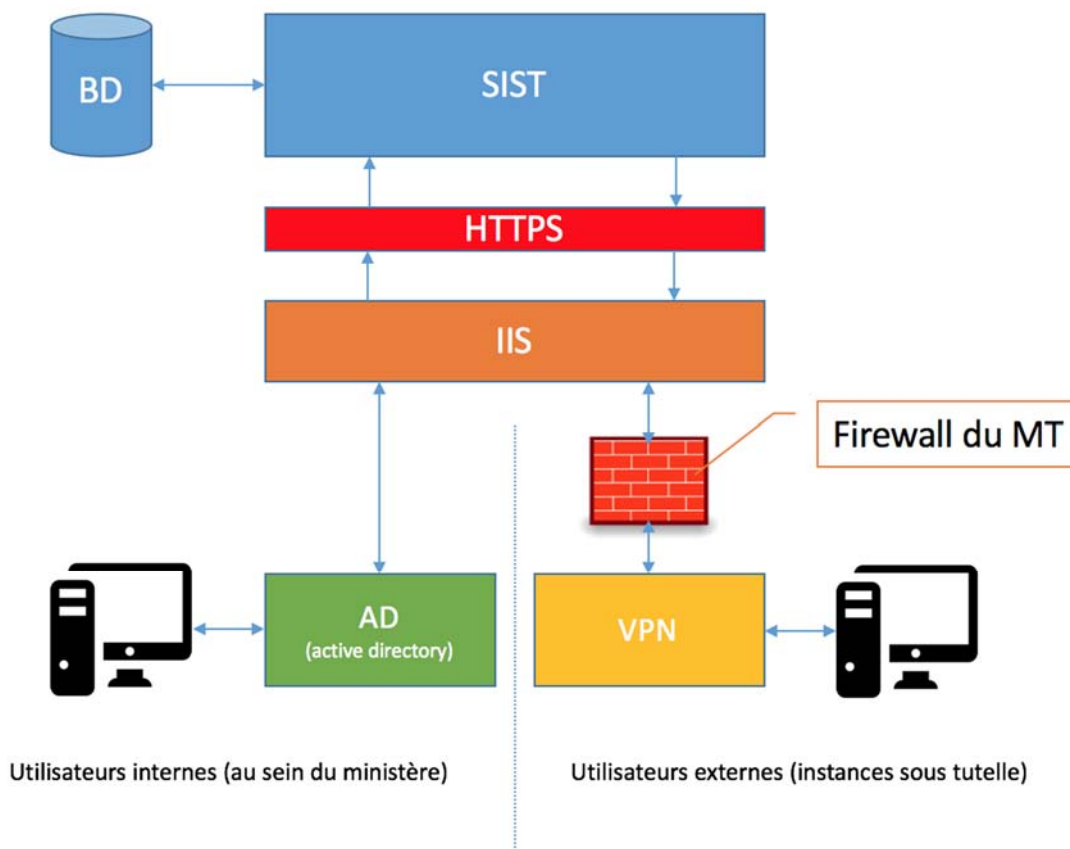 BD
SIST
HTTPS
IIS
Firewall du MT
AD
(active directory)
VPN
Utilisateurs internes (au sein du ministère)
Utilisateurs externes (instances sous tutelle)